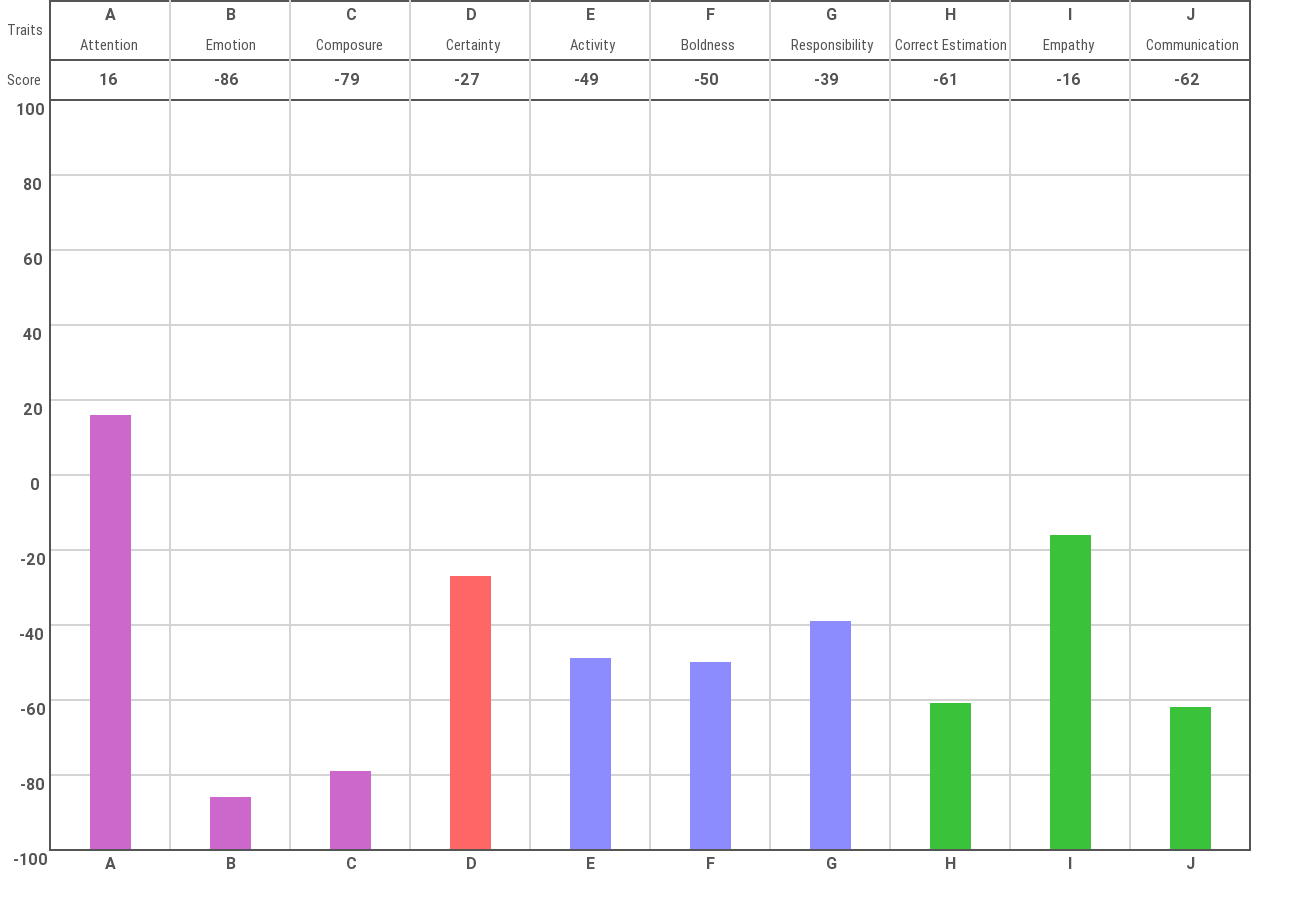 A B C D E F G H I J
Traits
Attention Emotion Composure Certainty Activity Boldness Responsibility Correct Estimation Empathy Communication
Score 16 -86 -79 -27 -49 -50 -39 -61 -16 -62
100
80
60
40
20
0
-20
-40
-60
-80
-100
A B C D E F G H I J